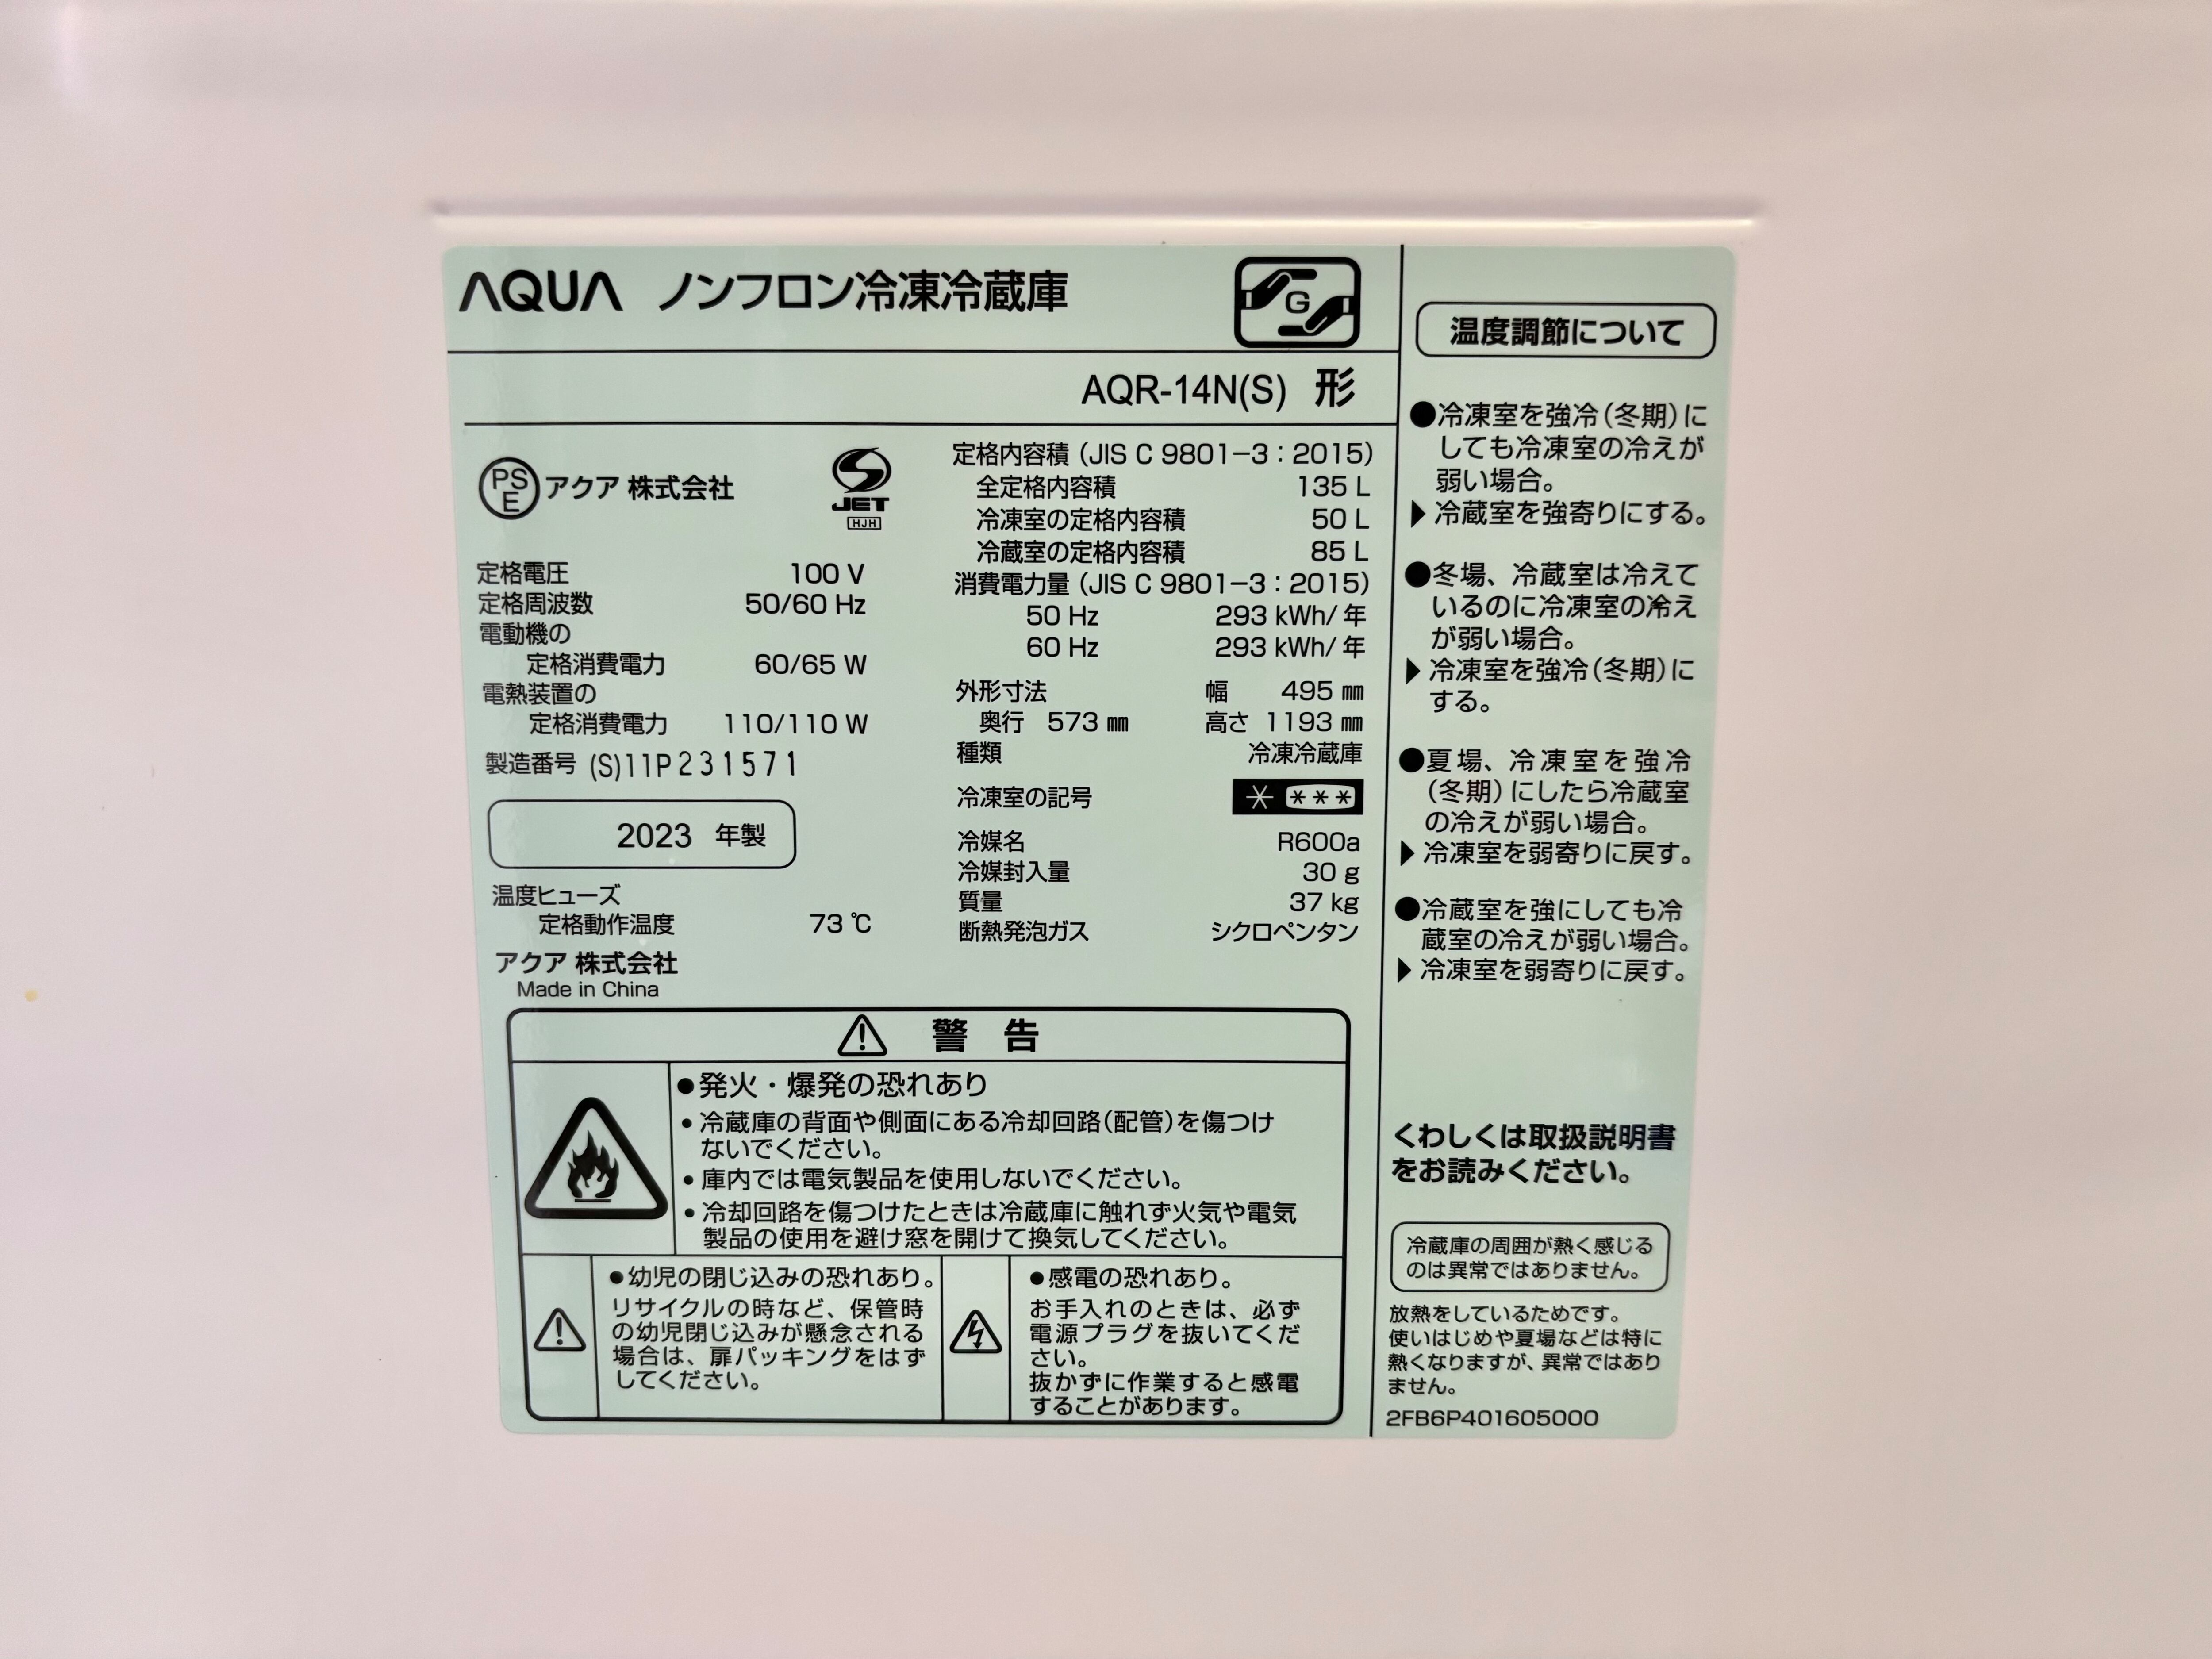 AQUA ノンフロン冷凍冷蔵庫
G
AQR-14N(S) 形
PS
E
アクア 株式会社
JET
HJH
定格電圧 100 V
定格周波数 50/60 Hz
電動機の
定格消費電力 60/65 W
電熱装置の
定格消費電力 110/110 W
製造番号 (S)11P231571
2023 年製
温度ヒューズ
定格動作温度 73 ℃
アクア 株式会社
Made in China
定格内容積 (JIS C 9801−3：2015)
全定格内容積 135 L
冷凍室の定格内容積 50 L
冷蔵室の定格内容積 85 L
消費電力量 (JIS C 9801−3：2015)
50 Hz 293 kWh/年
60 Hz 293 kWh/年
外形寸法 幅 495 ㎜
奥行 573 ㎜ 高さ 1193 ㎜
種類 冷凍冷蔵庫
冷凍室の記号 * ***
冷媒名 R600a
冷媒封入量 30 g
質量 37 kg
断熱発泡ガス シクロペンタン
警 告
●発火・爆発の恐れあり
・冷蔵庫の背面や側面にある冷却回路(配管)を傷つけ
ないでください。
・庫内では電気製品を使用しないでください。
・冷却回路を傷つけたときは冷蔵庫に触れず火気や電気
製品の使用を避け窓を開けて換気してください。
●幼児の閉じ込みの恐れあり。
リサイクルの時など、保管時
の幼児閉じ込みが懸念される
場合は、扉パッキングをはず
してください。
●感電の恐れあり。
お手入れのときは、必ず
電源プラグを抜いてくだ
さい。
抜かずに作業すると感電
することがあります。
温度調節について
●冷凍室を強冷(冬期)に
しても冷凍室の冷えが
弱い場合。
▶冷蔵室を強寄りにする。
●冬場、冷蔵室は冷えて
いるのに冷凍室の冷え
が弱い場合。
▶冷凍室を強冷(冬期)に
する。
●夏場、冷凍室を強冷
(冬期)にしたら冷蔵室
の冷えが弱い場合。
▶冷凍室を弱寄りに戻す。
●冷蔵室を強にしても冷
蔵室の冷えが弱い場合。
▶冷凍室を弱寄りに戻す。
くわしくは取扱説明書
をお読みください。
冷蔵庫の周囲が熱く感じる
のは異常ではありません。
放熱をしているためです。
使いはじめや夏場などは特に
熱くなりますが、異常ではあり
ません。
2FB6P401605000